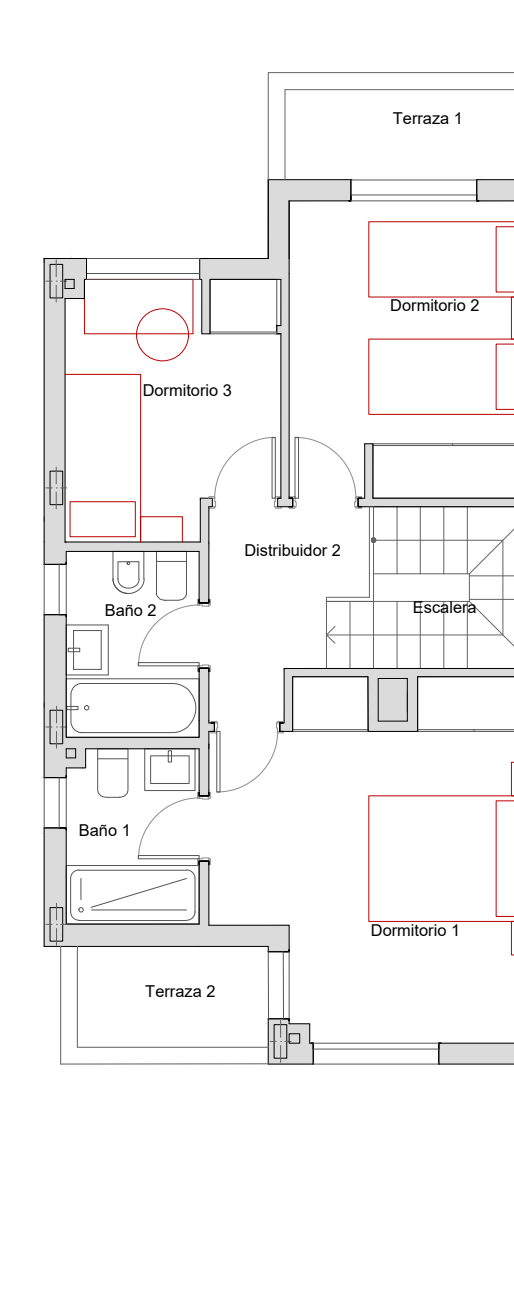 Terraza 1
Dormitorio 2
Dormitorio 3
Distribuidor 2
Baño 2
Escalera
Baño 1
Dormitorio 1
Terraza 2